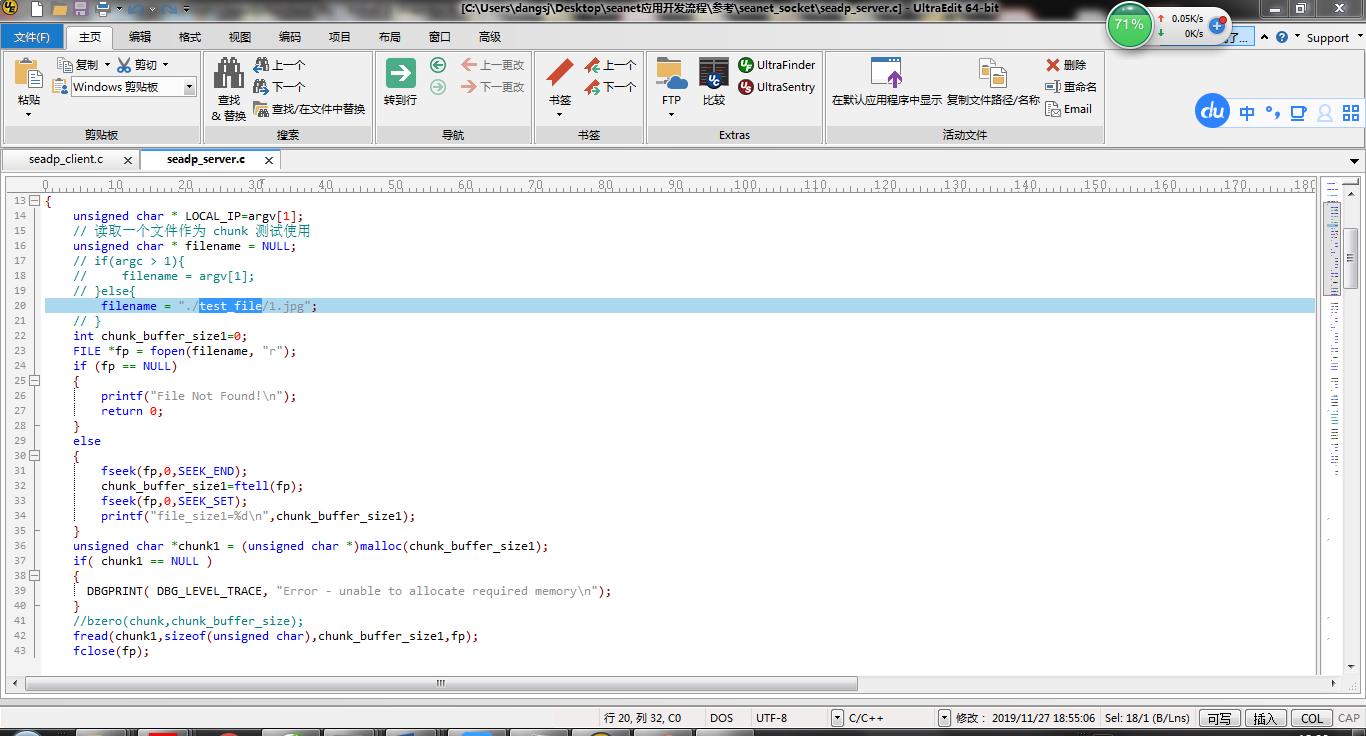 [C:\Users\dangsj\Desktop\seanet应用开发流程\参考\seanet_socket\seadp_server.c] - UltraEdit 64-bit
71%
0.05K/s
0K/s
文件(F) 主页 编辑 格式 视图 编码 项目 布局 窗口 高级
了... Support
粘贴
复制 剪切
Windows 剪贴板
剪贴板
查找
& 替换
上一个
下一个
查找/在文件中替换
搜索
转到行
上一更改
下一更改
导航
书签
上一个
下一个
书签
FTP
比较
UltraFinder
UltraSentry
Extras
在默认应用程序中显示 复制文件路径/名称
删除
重命名
Email
活动文件
du 中
seadp_client.c seadp_server.c
0 10 20 30 40 50 60 70 80 90 100 110 120 130 140 150 160 170 180
13 {
14 unsigned char * LOCAL_IP=argv[1];
15 // 读取一个文件作为 chunk 测试使用
16 unsigned char * filename = NULL;
17 // if(argc > 1){
18 // filename = argv[1];
19 // }else{
20 filename = "./test_file/1.jpg";
21 // }
22 int chunk_buffer_size1=0;
23 FILE *fp = fopen(filename, "r");
24 if (fp == NULL)
25 {
26 printf("File Not Found!\n");
27 return 0;
28 }
29 else
30 {
31 fseek(fp,0,SEEK_END);
32 chunk_buffer_size1=ftell(fp);
33 fseek(fp,0,SEEK_SET);
34 printf("file_size1=%d\n",chunk_buffer_size1);
35 }
36 unsigned char *chunk1 = (unsigned char *)malloc(chunk_buffer_size1);
37 if( chunk1 == NULL )
38 {
39 DBGPRINT( DBG_LEVEL_TRACE, "Error - unable to allocate required memory\n");
40 }
41 //bzero(chunk,chunk_buffer_size);
42 fread(chunk1,sizeof(unsigned char),chunk_buffer_size1,fp);
43 fclose(fp);
行 20, 列 32, C0 DOS UTF-8 C/C++ 修改： 2019/11/27 18:55:06 Sel: 18/1 (B/Lns) 可写 插入 COL CAP